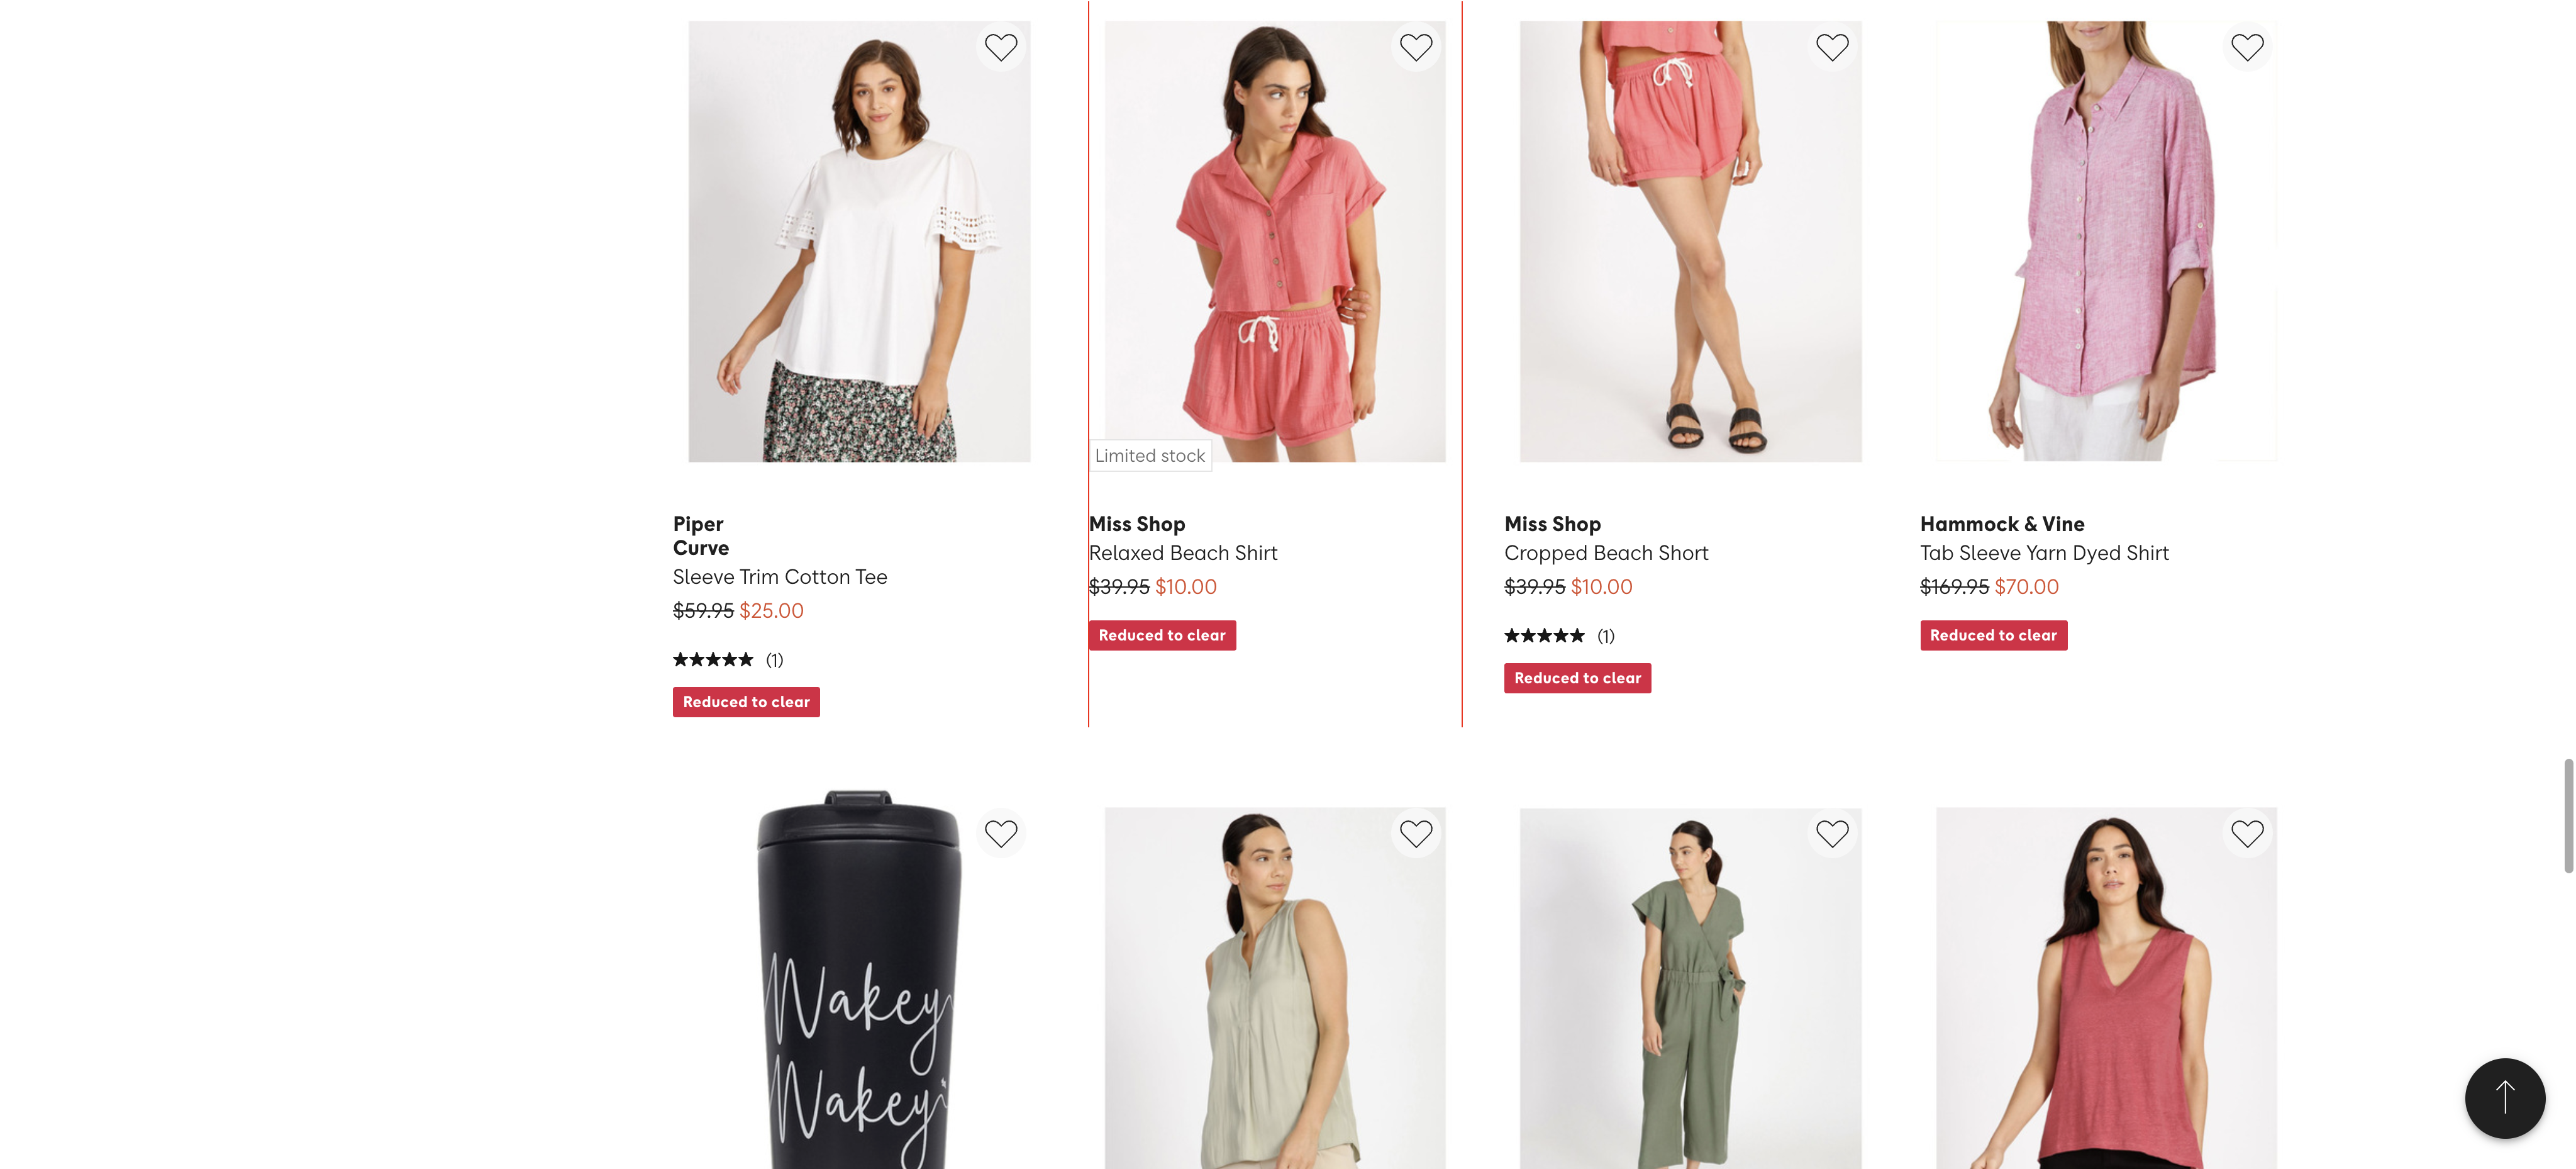 Limited stock
Piper
Curve
Sleeve Trim Cotton Tee
$59.95 $25.00
(1)
Reduced to clear
Miss Shop
Relaxed Beach Shirt
$39.95 $10.00
Reduced to clear
Miss Shop
Cropped Beach Short
$39.95 $10.00
(1)
Reduced to clear
Hammock & Vine
Tab Sleeve Yarn Dyed Shirt
$169.95 $70.00
Reduced to clear
Wakey
Wakey